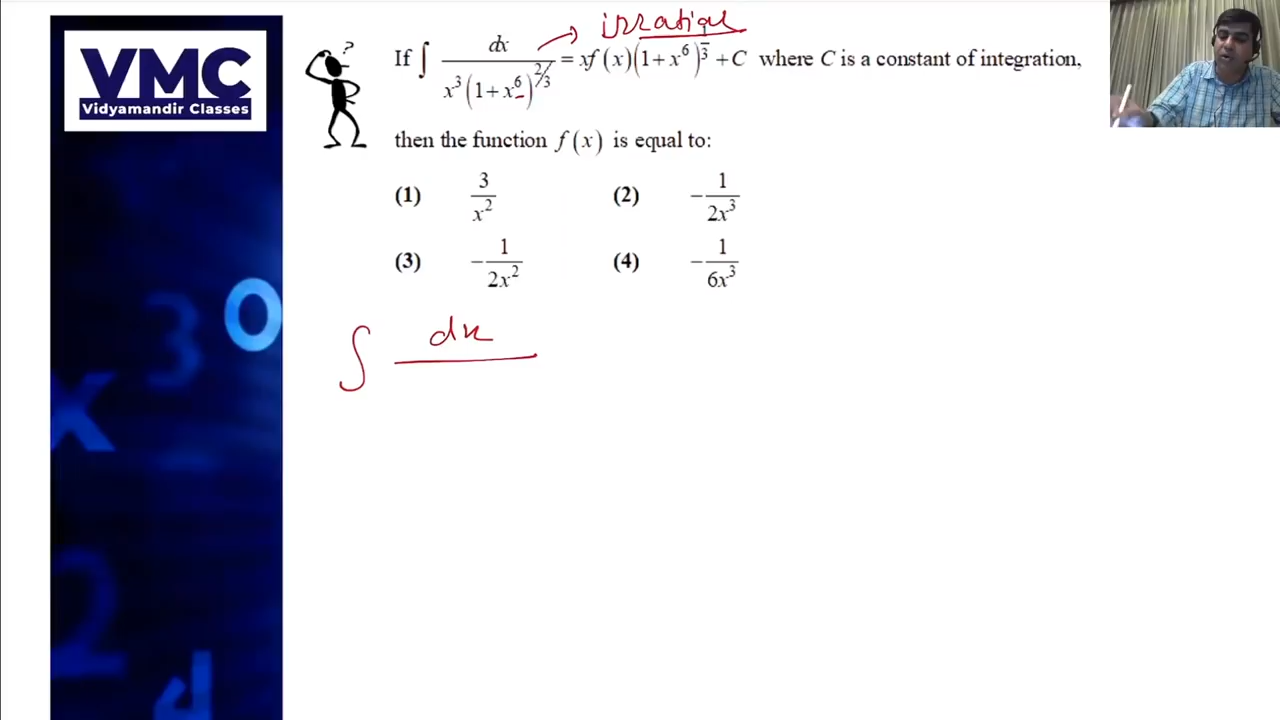 VMC
Vidyamandir Classes
?
irrational
If ∫ dx / x³(1+x⁶)^(2/3) = xf(x)(1+x⁶)^(1/3) + C where C is a constant of integration,
then the function f(x) is equal to:
(1) 3/x² (2) -1/2x³
(3) -1/2x² (4) -1/6x³
∫ dx